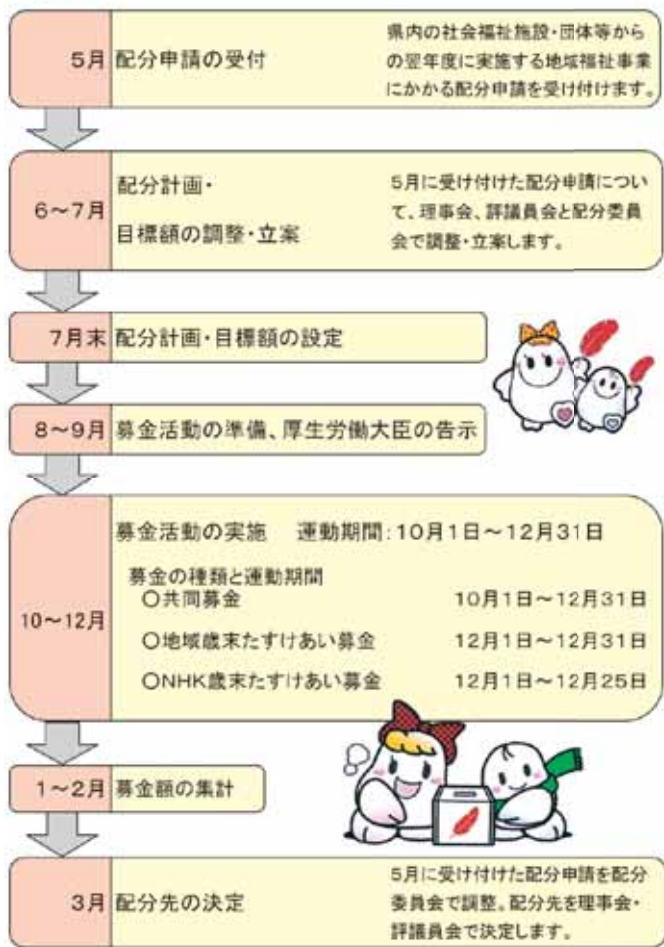 5月 配分申請の受付
県内の社会福祉施設・団体等から
の翌年度に実施する地域福祉事業
にかかる配分申請を受け付けます。
6～7月
配分計画・
目標額の調整・立案
5月に受け付けた配分申請につい
て、理事会、評議員会と配分委員
会で調整・立案します。
7月末 配分計画・目標額の設定
8～9月 募金活動の準備、厚生労働大臣の告示
10～12月
募金活動の実施 運動期間:10月1日～12月31日
募金の種類と運動期間
○共同募金 10月1日～12月31日
○地域歳末たすけあい募金 12月1日～12月31日
○NHK歳末たすけあい募金 12月1日～12月25日
1～2月 募金額の集計
3月 配分先の決定
5月に受け付けた配分申請を配分
委員会で調整。配分先を理事会・
評議員会で決定します。